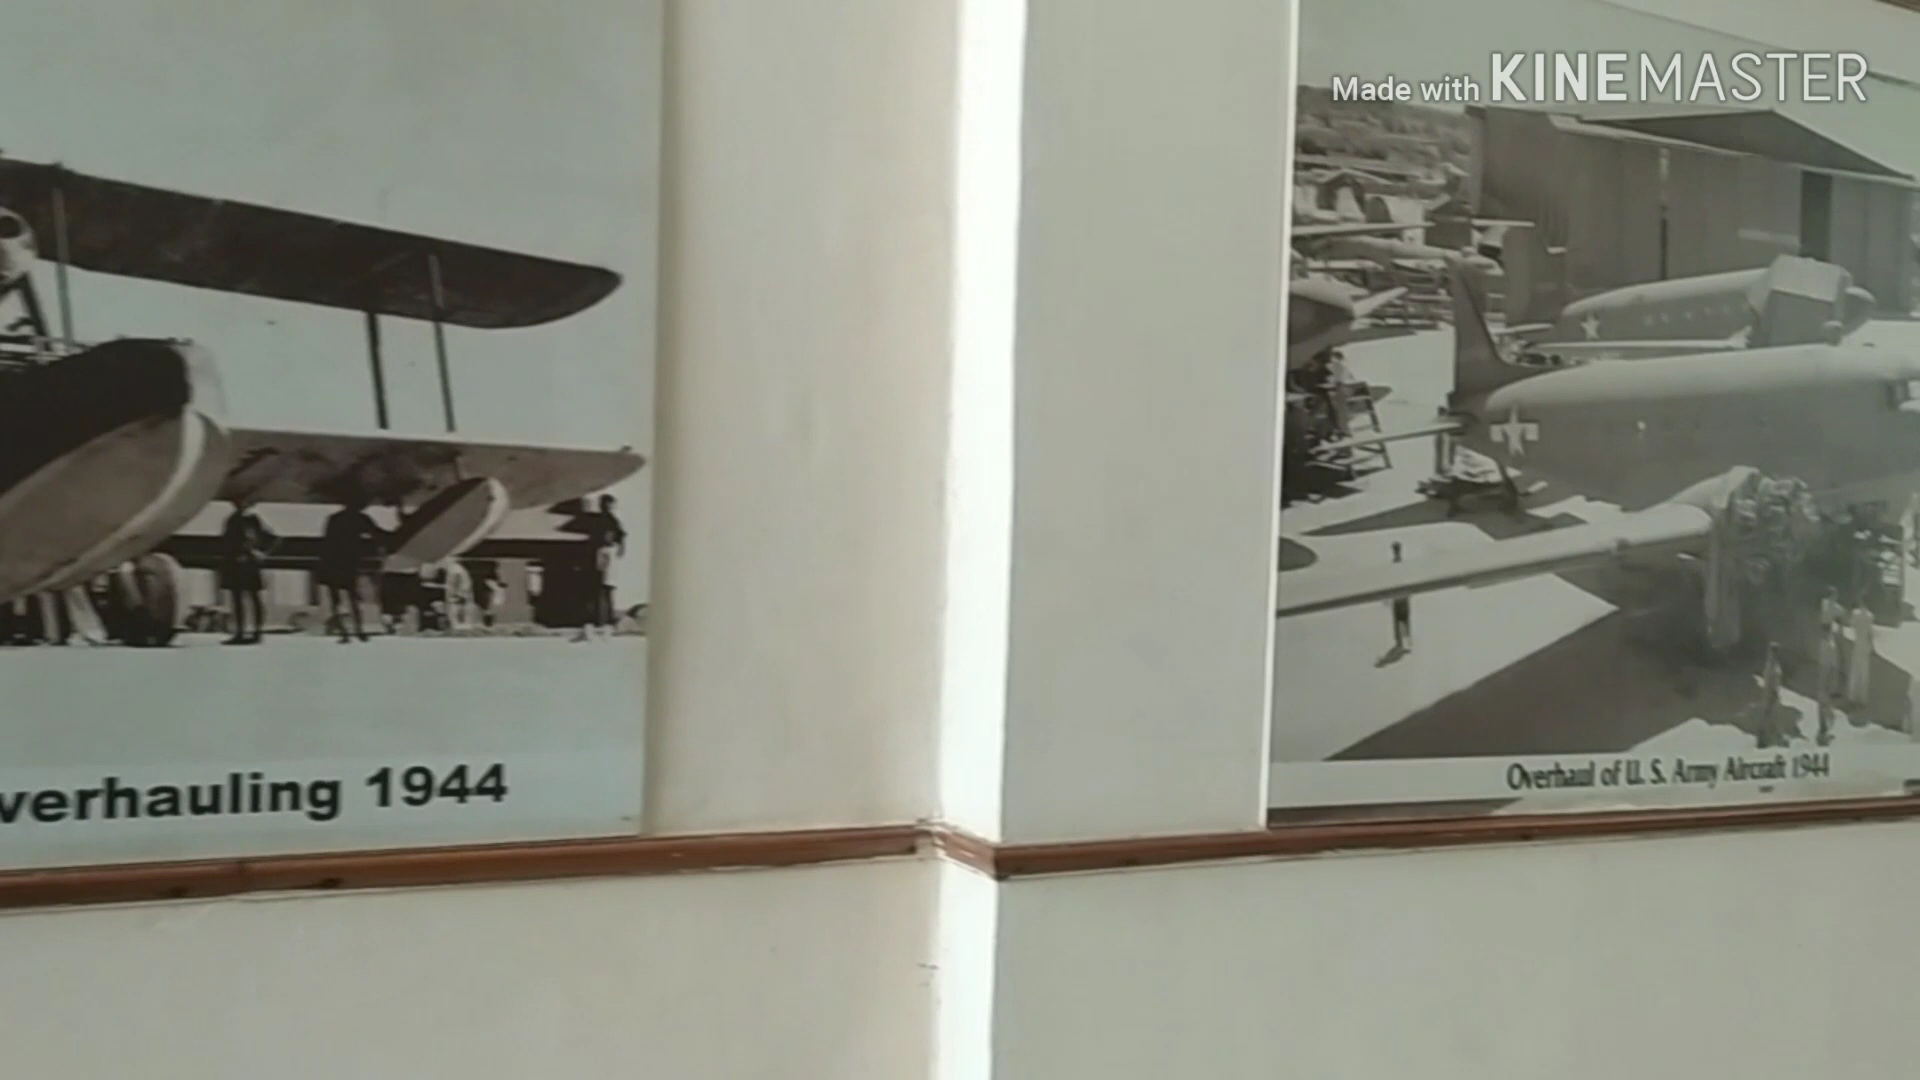 Made with KINEMASTER
verhauling 1944
Overhaul of U. S. Army Aircraft 1944